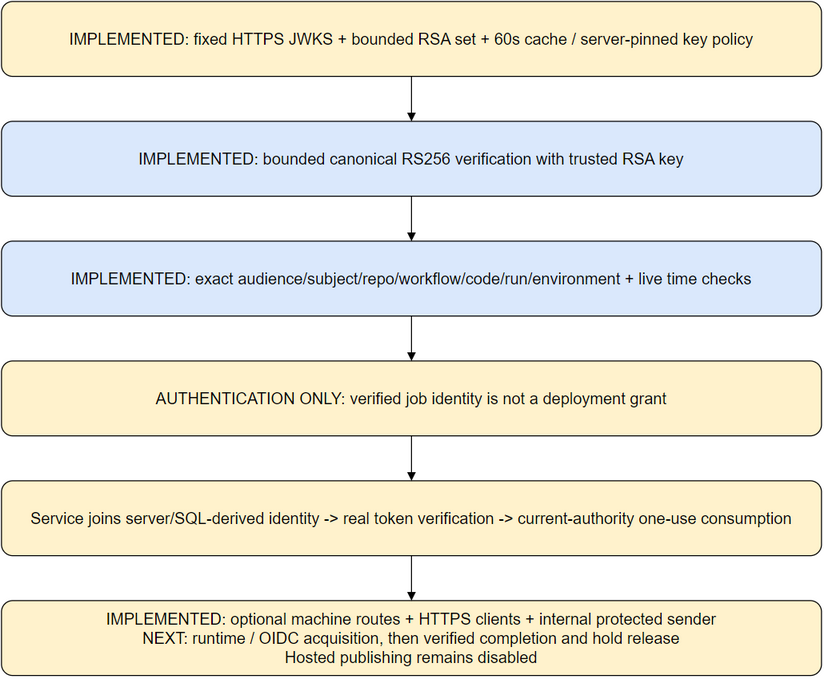 IMPLEMENTED: fixed HTTPS JWKS + bounded RSA set + 60s cache / server-pinned key policy
IMPLEMENTED: bounded canonical RS256 verification with trusted RSA key
IMPLEMENTED: exact audience/subject/repo/workflow/code/run/environment + live time checks
AUTHENTICATION ONLY: verified job identity is not a deployment grant
Service joins server/SQL-derived identity -> real token verification -> current-authority one-use consumption
IMPLEMENTED: optional machine routes + HTTPS clients + internal protected sender
NEXT: runtime / OIDC acquisition, then verified completion and hold release
Hosted publishing remains disabled